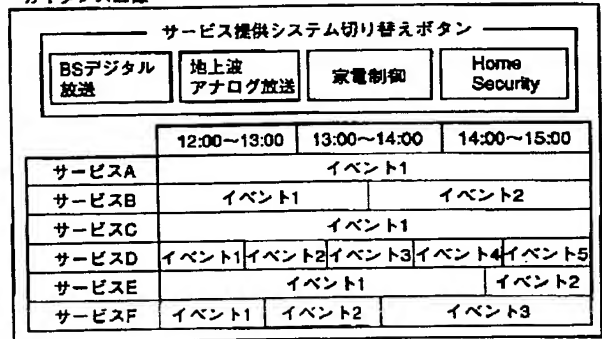 サービス提供システム切り替えボタン
BSデジタル
放送
地上波
アナログ放送
家電制御
Home
Security
12:00〜13:00 13:00〜14:00 14:00〜15:00
サービスA イベント1
サービスB イベント1 イベント2
サービスC イベント1
サービスD イベント1 イベント2 イベント3 イベント4 イベント5
サービスE イベント1 イベント2
サービスF イベント1 イベント2 イベント3